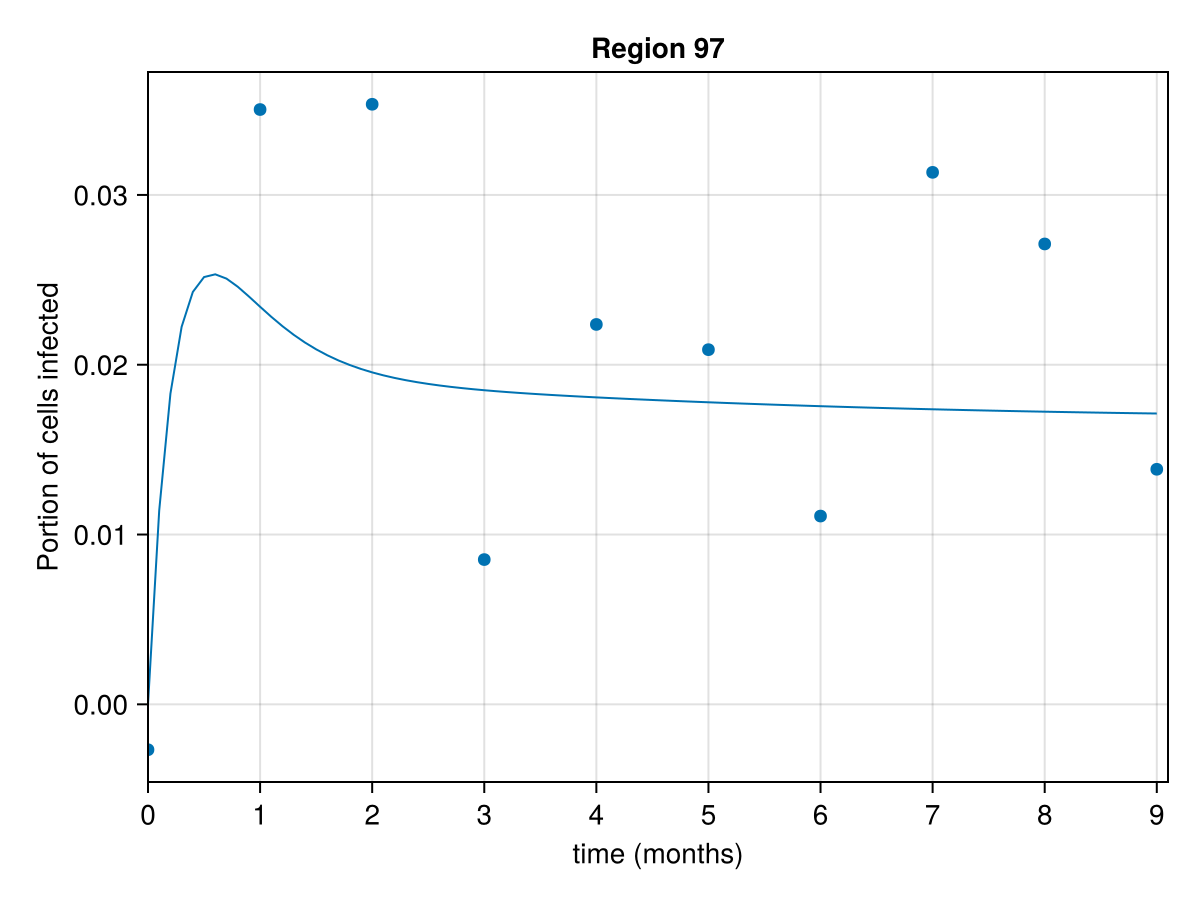 Region 97
Portion of cells infected
0.03
0.02
0.01
0.00
0 1 2 3 4 5 6 7 8 9
time (months)